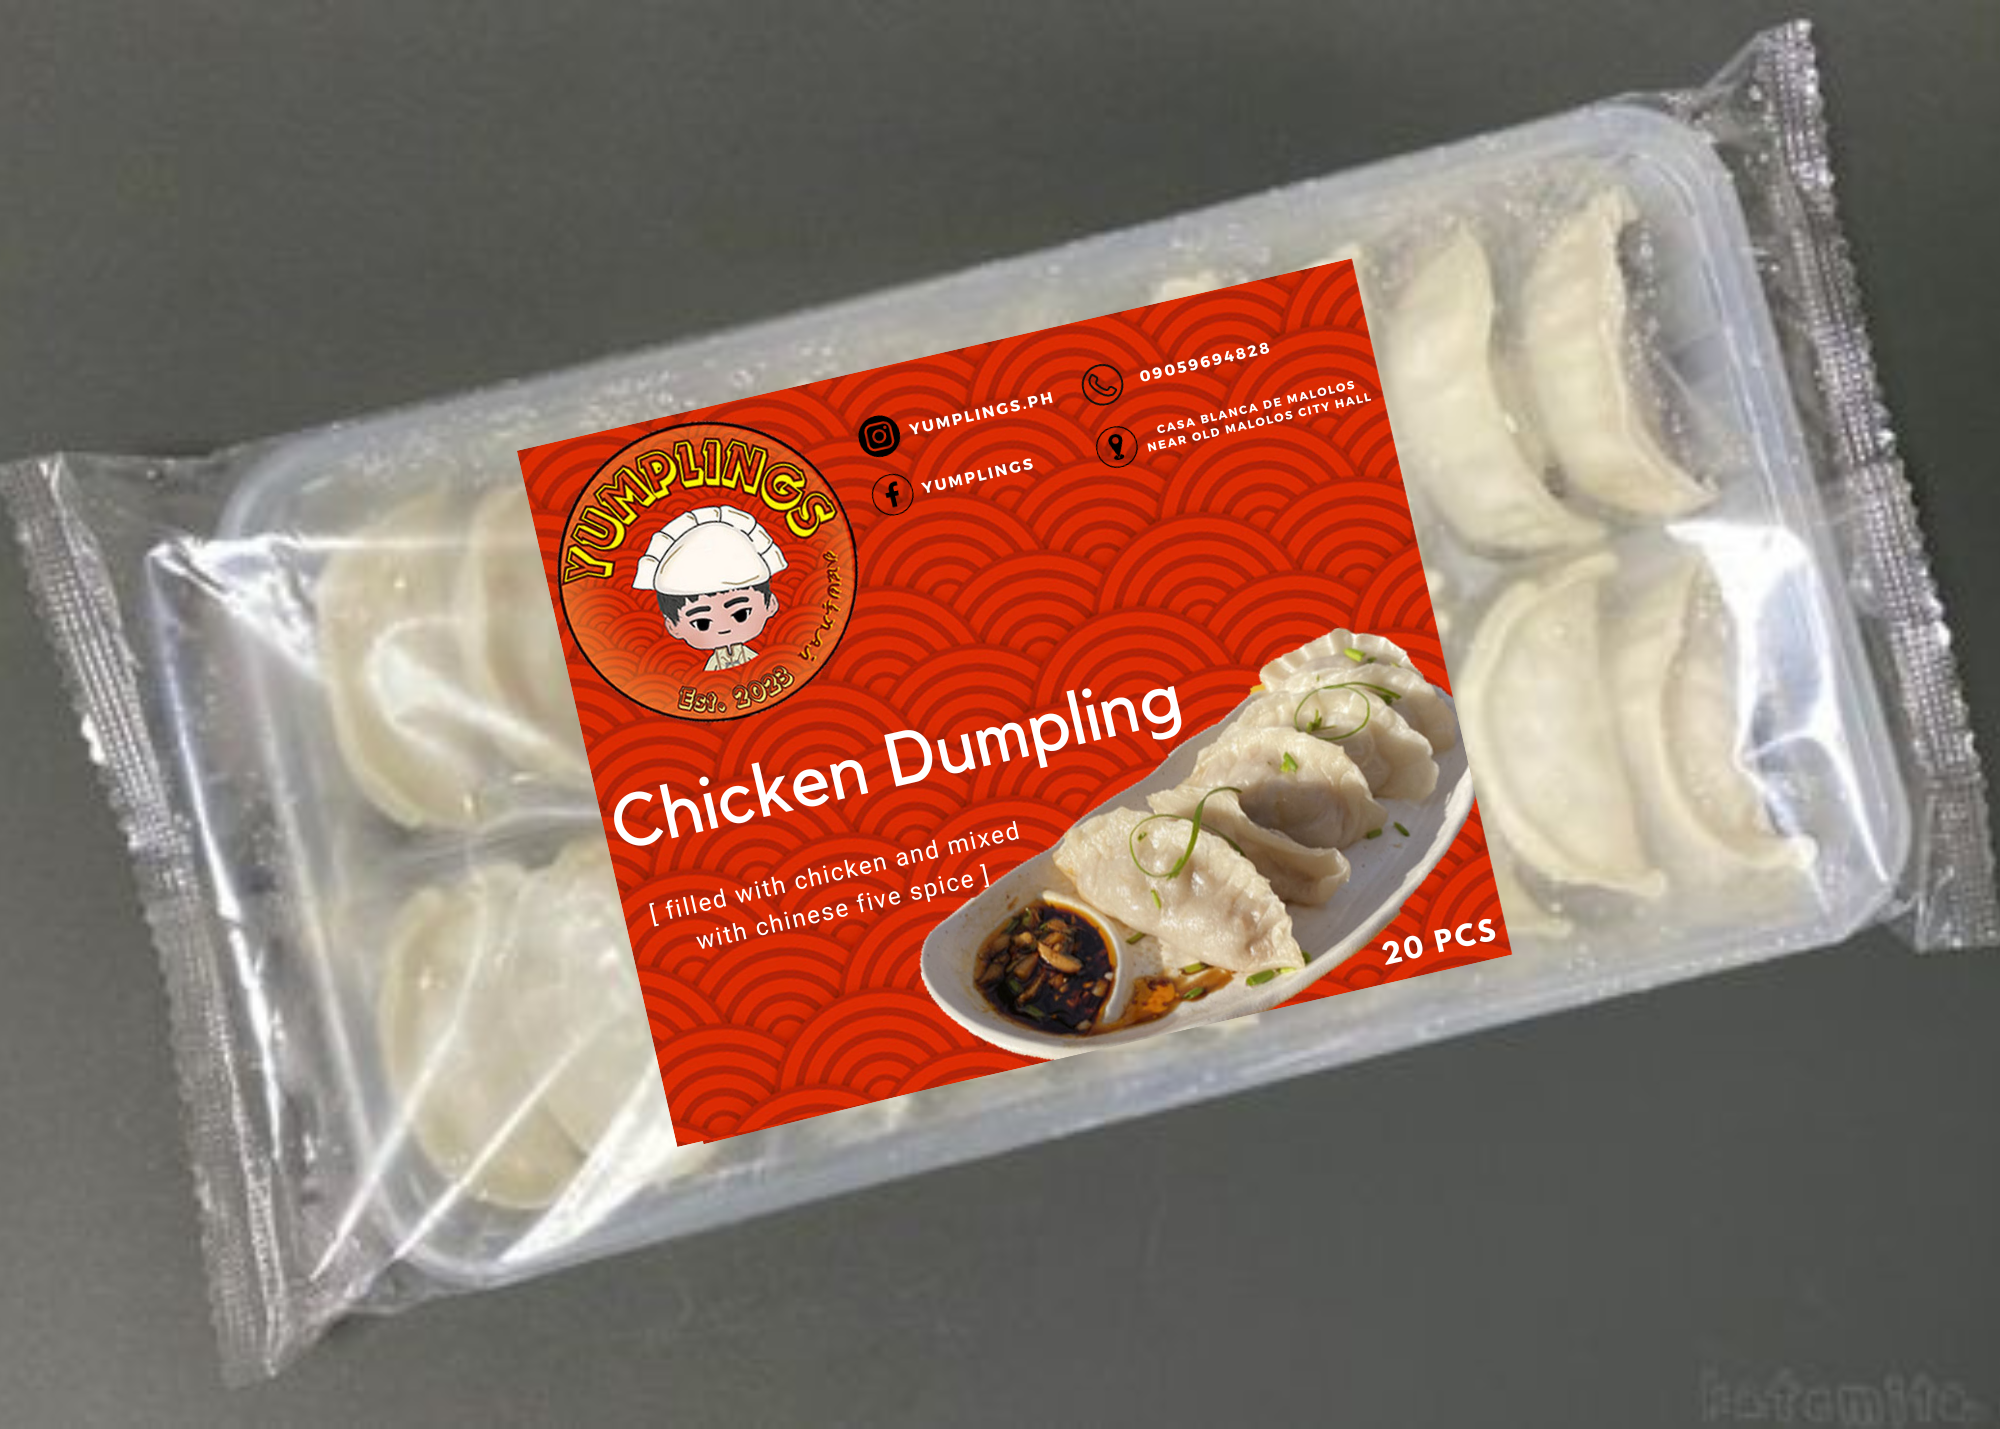 YUMPLINGS
Est. 2023
YUMPLINGS.PH
YUMPLINGS
09059694828
CASA BLANCA DE MALOLOS
NEAR OLD MALOLOS CITY HALL
Chicken Dumpling
[ filled with chicken and mixed
with chinese five spice ]
20 PCS